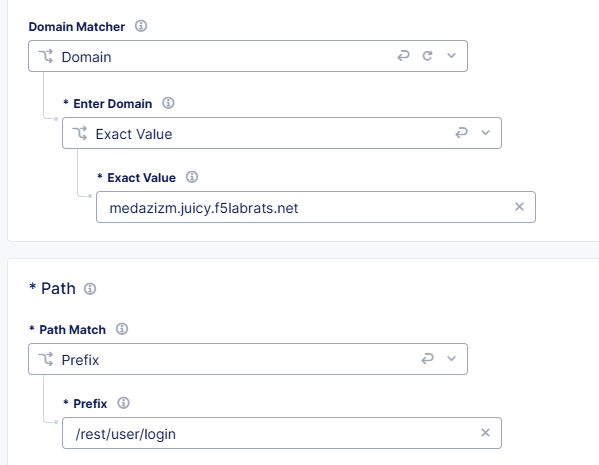 Domain Matcher
Domain
* Enter Domain
Exact Value
* Exact Value
medazizm.juicy.f5labrats.net
* Path
* Path Match
Prefix
* Prefix
/rest/user/login